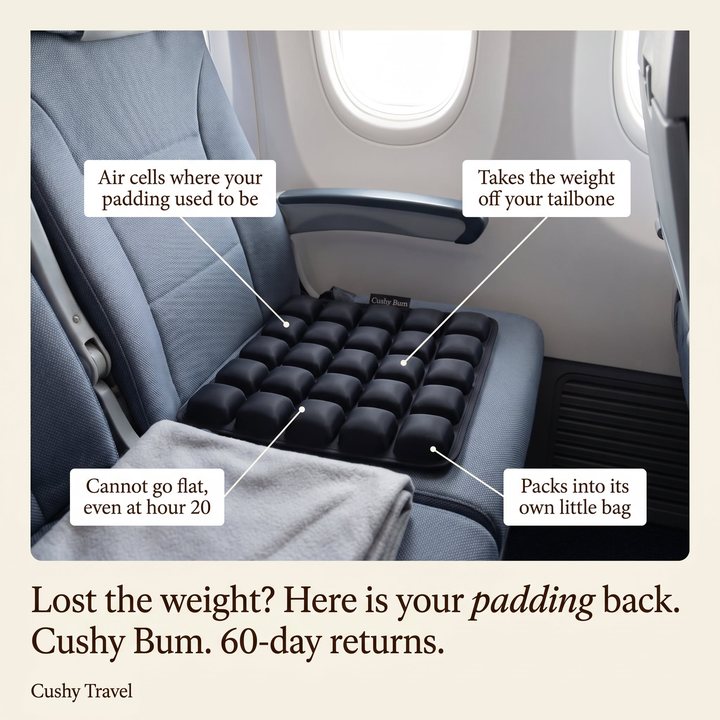 Air cells where your
padding used to be
Takes the weight
off your tailbone
Cushy Bum
Cannot go flat,
even at hour 20
Packs into its
own little bag
Lost the weight? Here is your padding back.
Cushy Bum. 60-day returns.
Cushy Travel